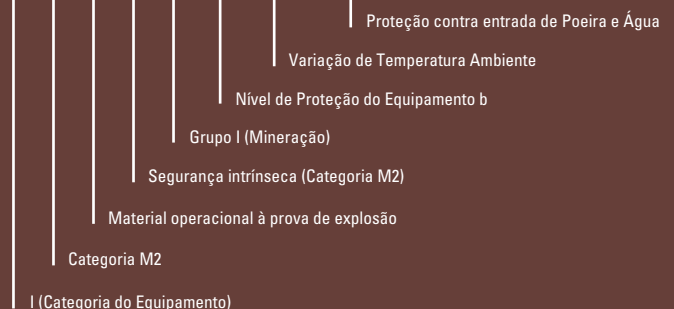 Proteção contra entrada de Poeira e Água
Variação de Temperatura Ambiente
Nível de Proteção do Equipamento b
Grupo I (Mineração)
Segurança intrínseca (Categoria M2)
Material operacional à prova de explosão
Categoria M2
I (Categoria do Equipamento)